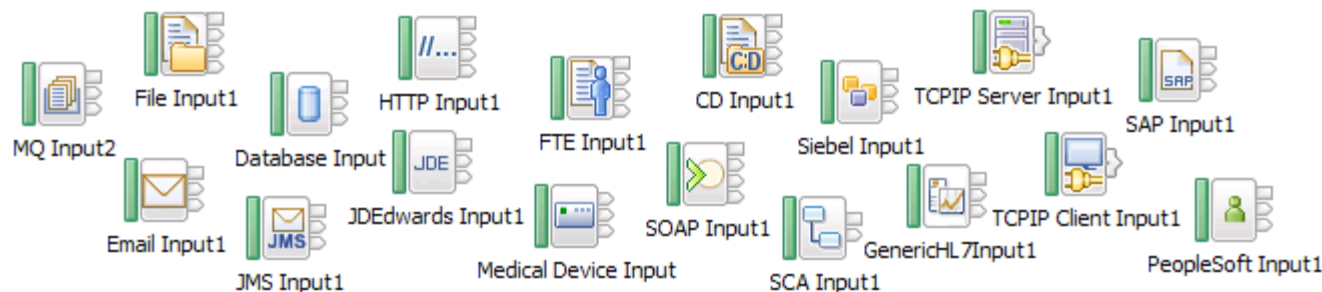 //...
C:D
File Input1
HTTP Input1
CD Input1
TCPIP Server Input1
SAP
SAP Input1
MQ Input2
Database Input
FTE Input1
Siebel Input1
JDE
JDEdwards Input1
Email Input1
JMS
JMS Input1
Medical Device Input
SOAP Input1
SCA Input1
GenericHL7Input1
TCPIP Client Input1
PeopleSoft Input1